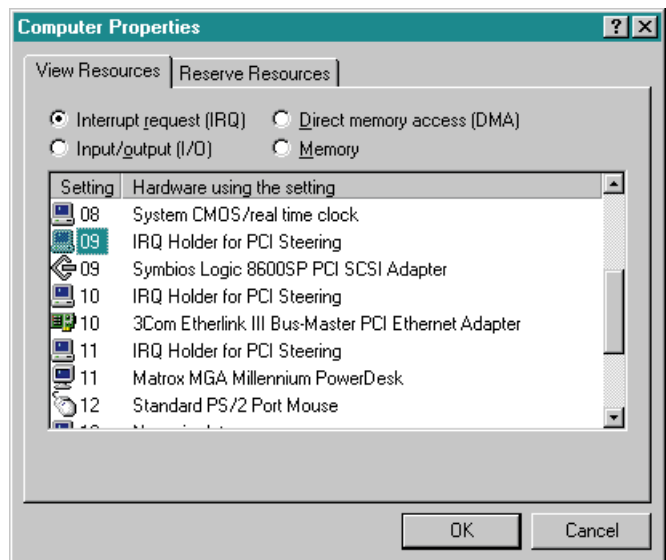 Computer Properties
View Resources Reserve Resources
Interrupt request (IRQ) Direct memory access (DMA)
Input/output (I/O) Memory
Setting Hardware using the setting
08 System CMOS/real time clock
09 IRQ Holder for PCI Steering
09 Symbios Logic 8600SP PCI SCSI Adapter
10 IRQ Holder for PCI Steering
10 3Com Etherlink III Bus-Master PCI Ethernet Adapter
11 IRQ Holder for PCI Steering
11 Matrox MGA Millennium PowerDesk
12 Standard PS/2 Port Mouse
OK Cancel